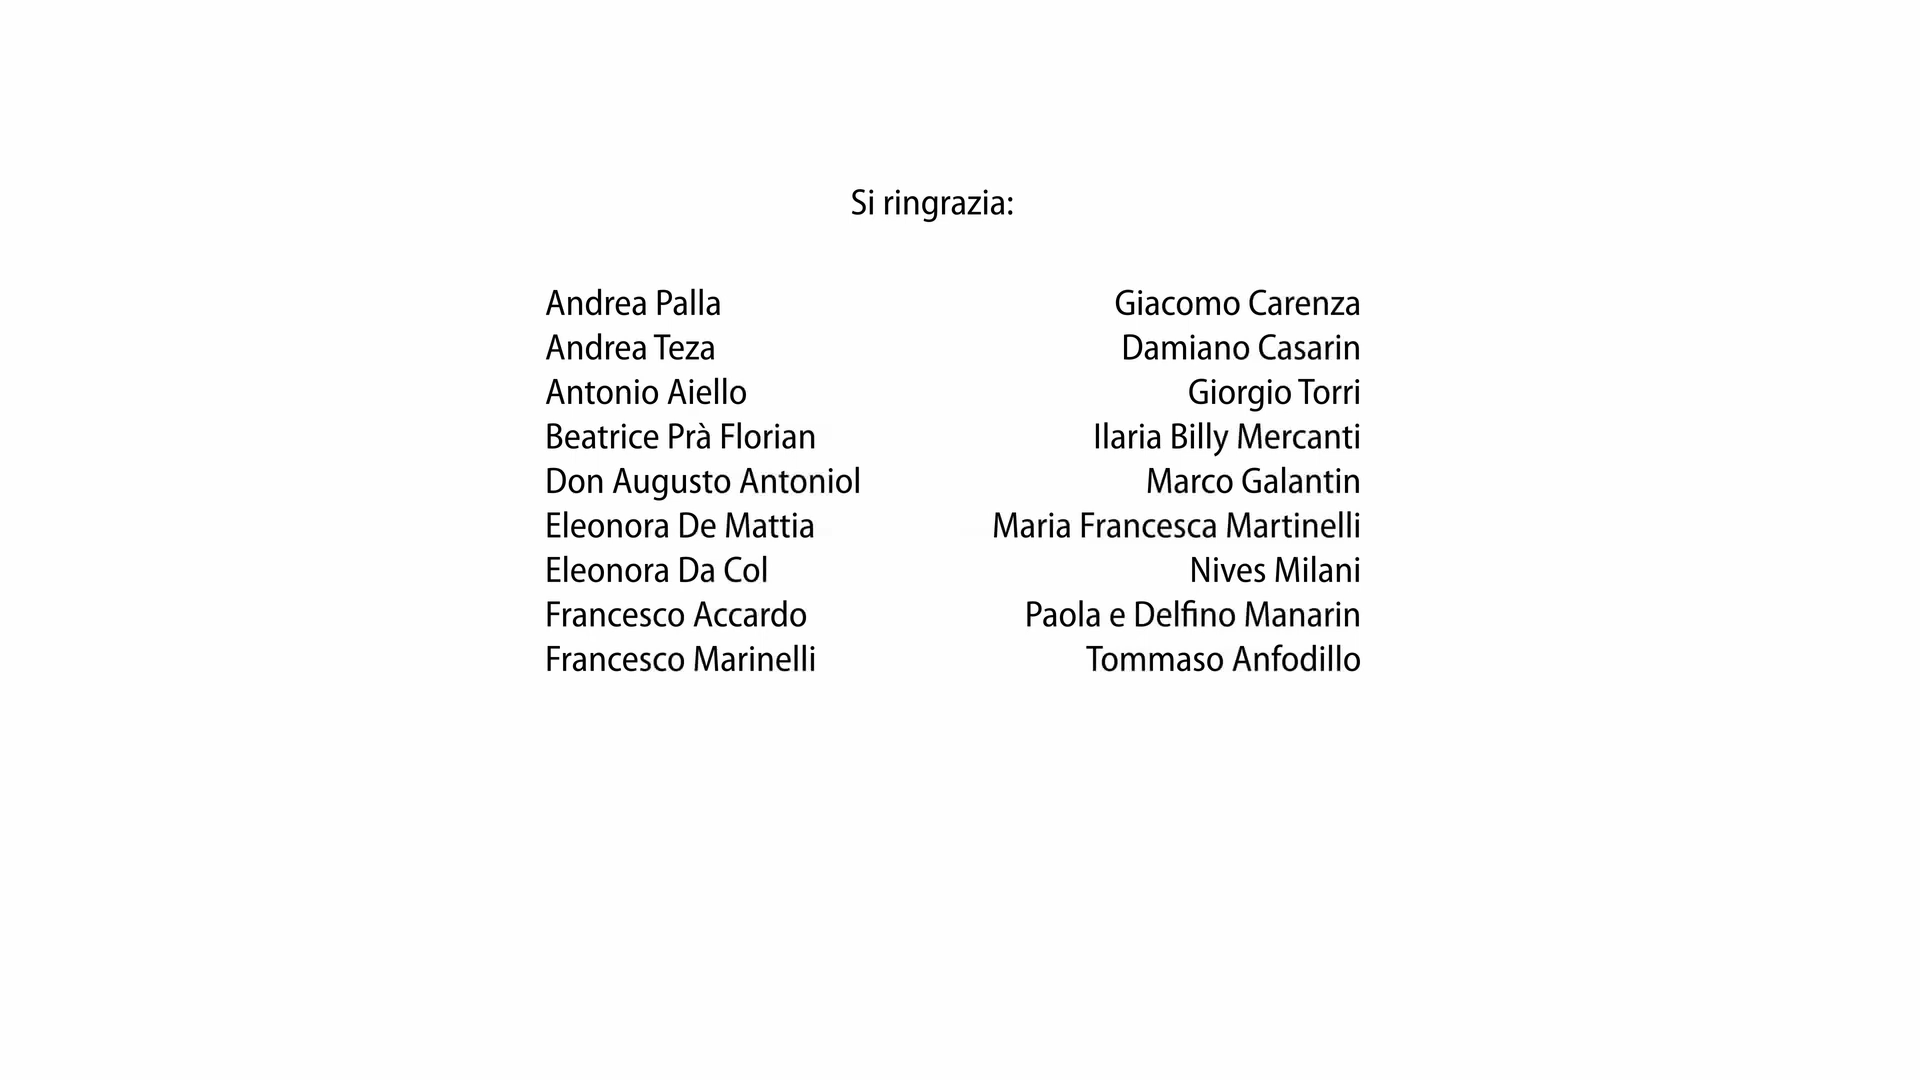 Si ringrazia:
Andrea Palla
Andrea Teza
Antonio Aiello
Beatrice Prà Florian
Don Augusto Antoniol
Eleonora De Mattia
Eleonora Da Col
Francesco Accardo
Francesco Marinelli
Giacomo Carenza
Damiano Casarin
Giorgio Torri
Ilaria Billy Mercanti
Marco Galantin
Maria Francesca Martinelli
Nives Milani
Paola e Delfino Manarin
Tommaso Anfodillo